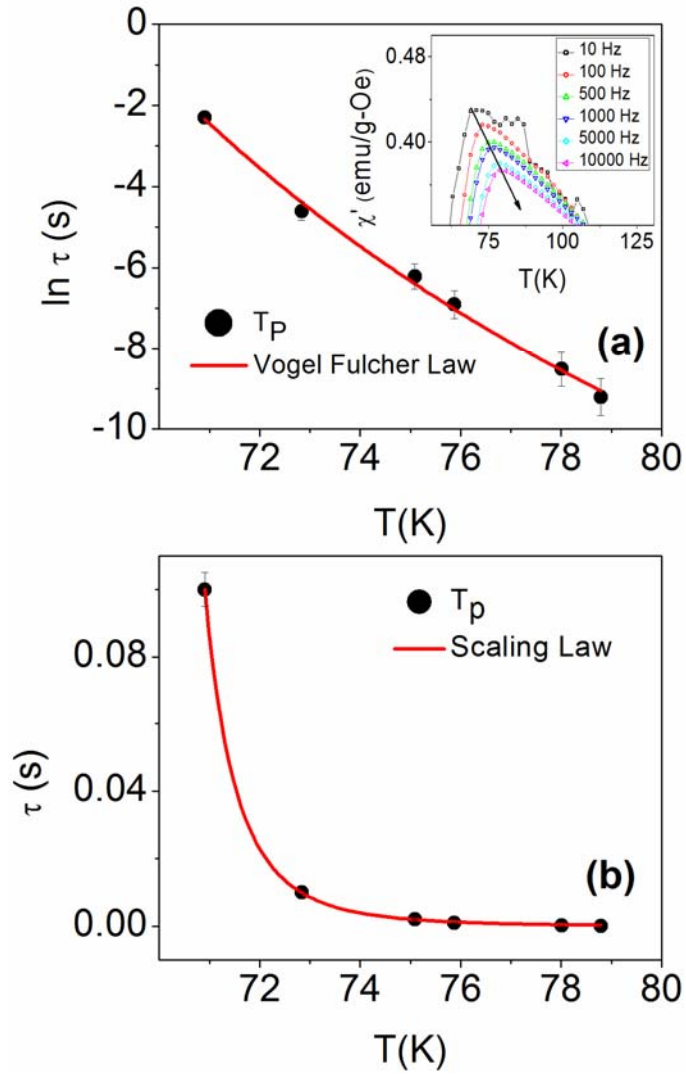 0
-2
-4
-6
-8
-10
ln τ (s)
72 74 76 78 80
T(K)
T_P
Vogel Fulcher Law
(a)
0.48
0.40
χ' (emu/g-Oe)
75 100 125
T(K)
10 Hz
100 Hz
500 Hz
1000 Hz
5000 Hz
10000 Hz
T_p
Scaling Law
0.08
0.04
0.00
τ (s)
(b)
72 74 76 78 80
T(K)